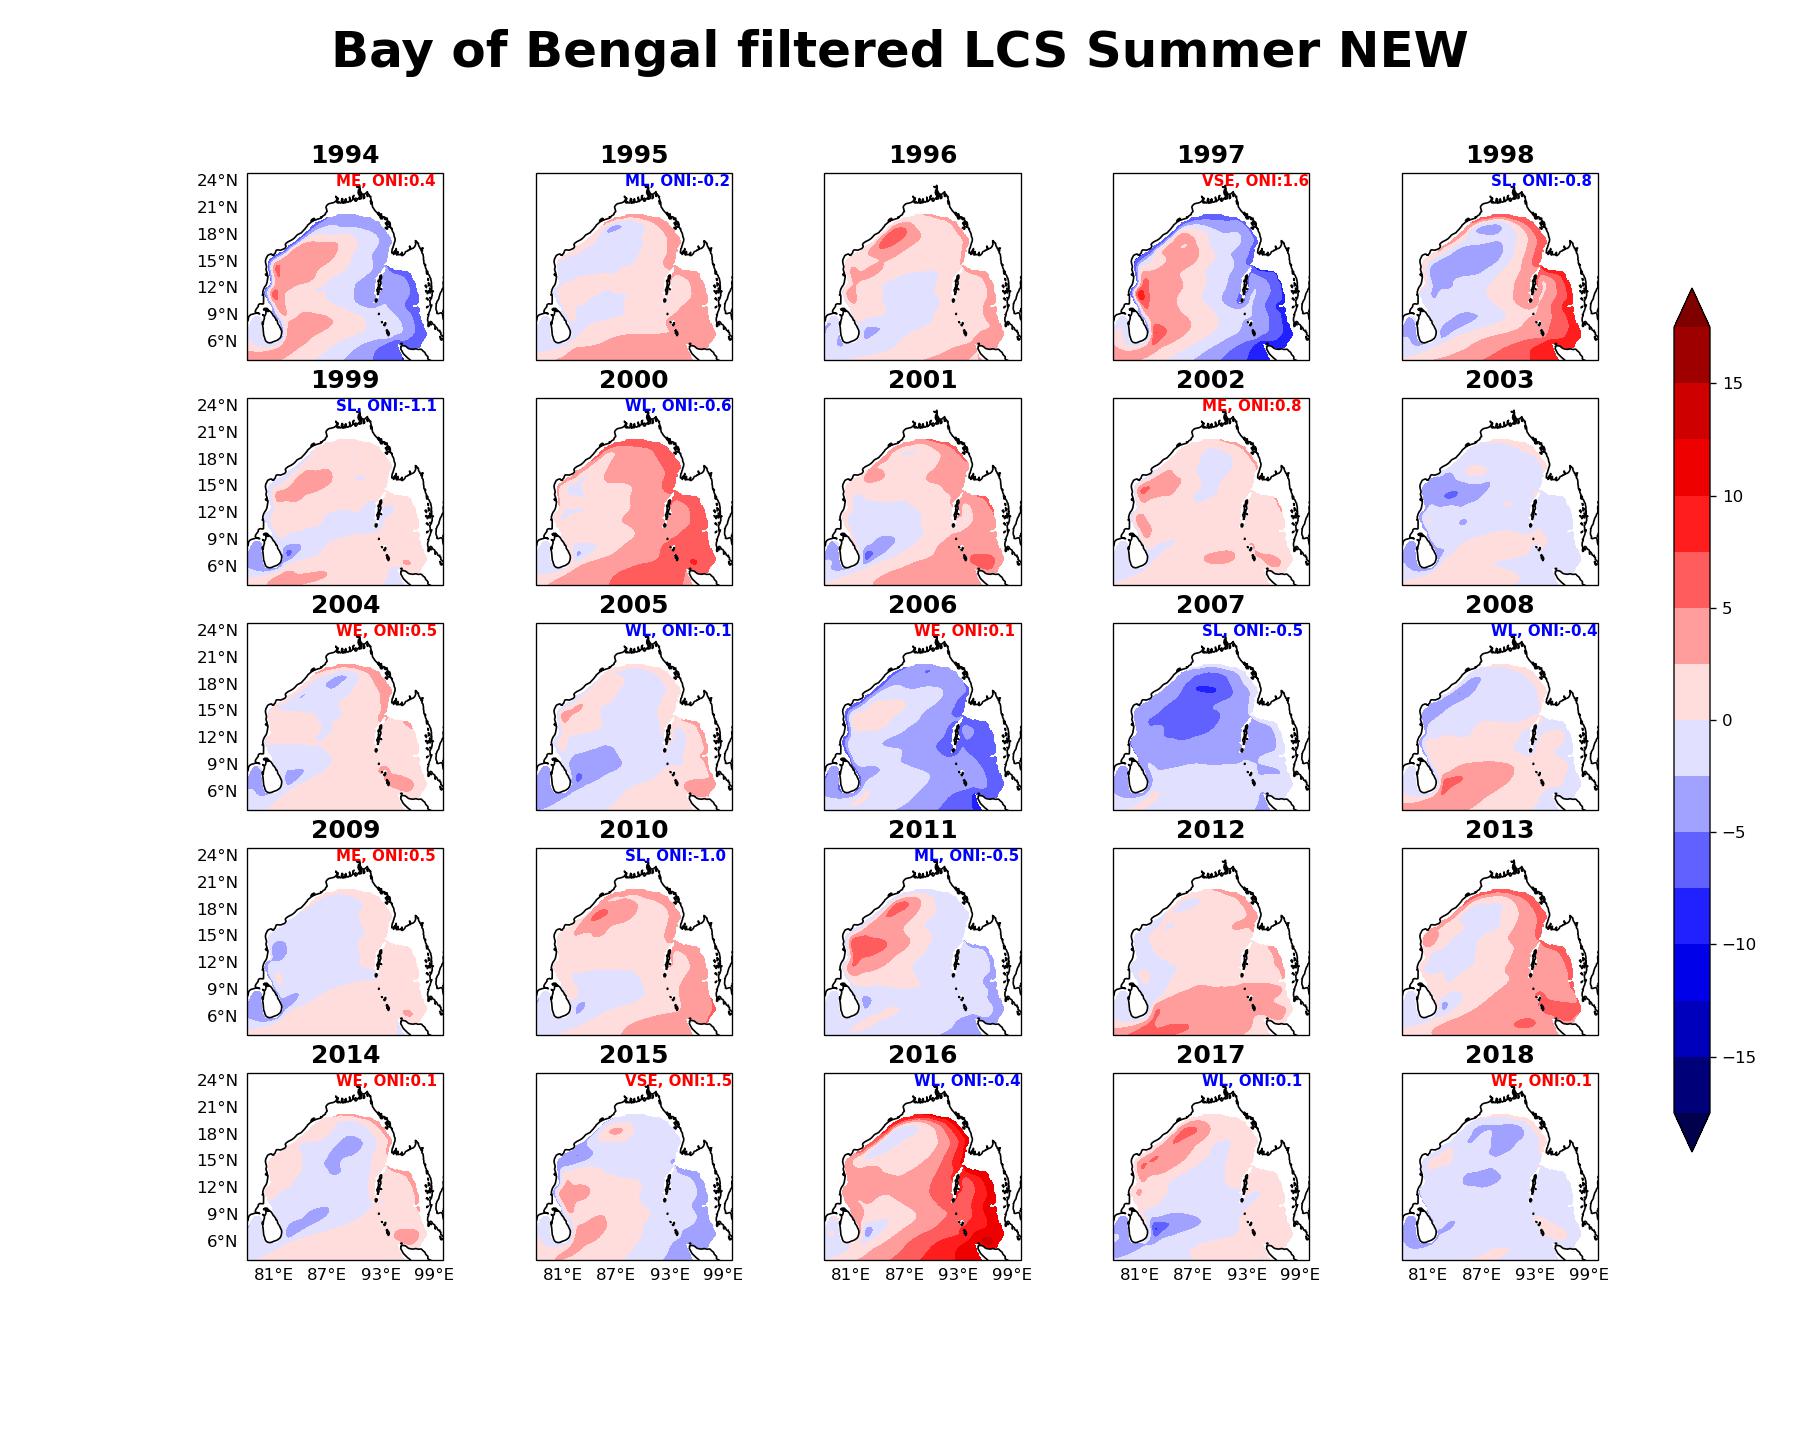 Bay of Bengal filtered LCS Summer NEW
1994 1995 1996 1997 1998
24°N ME, ONI:0.4 ML, ONI:-0.2 VSE, ONI:1.6 SL, ONI:-0.8
21°N
18°N
15°N
12°N
9°N
6°N
1999 2000 2001 2002 2003
24°N SL, ONI:-1.1 WL, ONI:-0.6 ME, ONI:0.8
21°N
18°N
15°N
12°N
9°N
6°N
2004 2005 2006 2007 2008
24°N WE, ONI:0.5 WL, ONI:-0.1 WE, ONI:0.1 SL, ONI:-0.5 WL, ONI:-0.4
21°N
18°N
15°N
12°N
9°N
6°N
2009 2010 2011 2012 2013
24°N ME, ONI:0.5 SL, ONI:-1.0 ML, ONI:-0.5
21°N
18°N
15°N
12°N
9°N
6°N
2014 2015 2016 2017 2018
24°N WE, ONI:0.1 VSE, ONI:1.5 WL, ONI:-0.4 WL, ONI:0.1 WE, ONI:0.1
21°N
18°N
15°N
12°N
9°N
6°N
81°E 87°E 93°E 99°E 81°E 87°E 93°E 99°E 81°E 87°E 93°E 99°E 81°E 87°E 93°E 99°E 81°E 87°E 93°E 99°E
15
10
5
0
−5
−10
−15